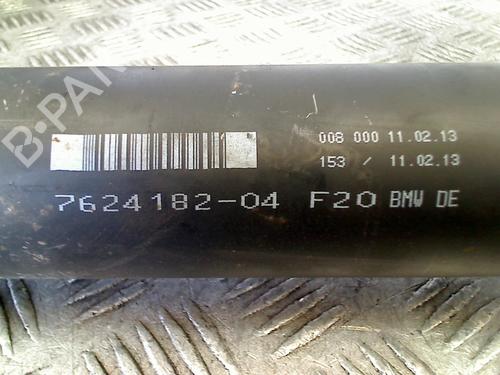 B-PARTS
008 000 11.02.13
153 / 11.02.13
7624182-04 F20 BMW DE